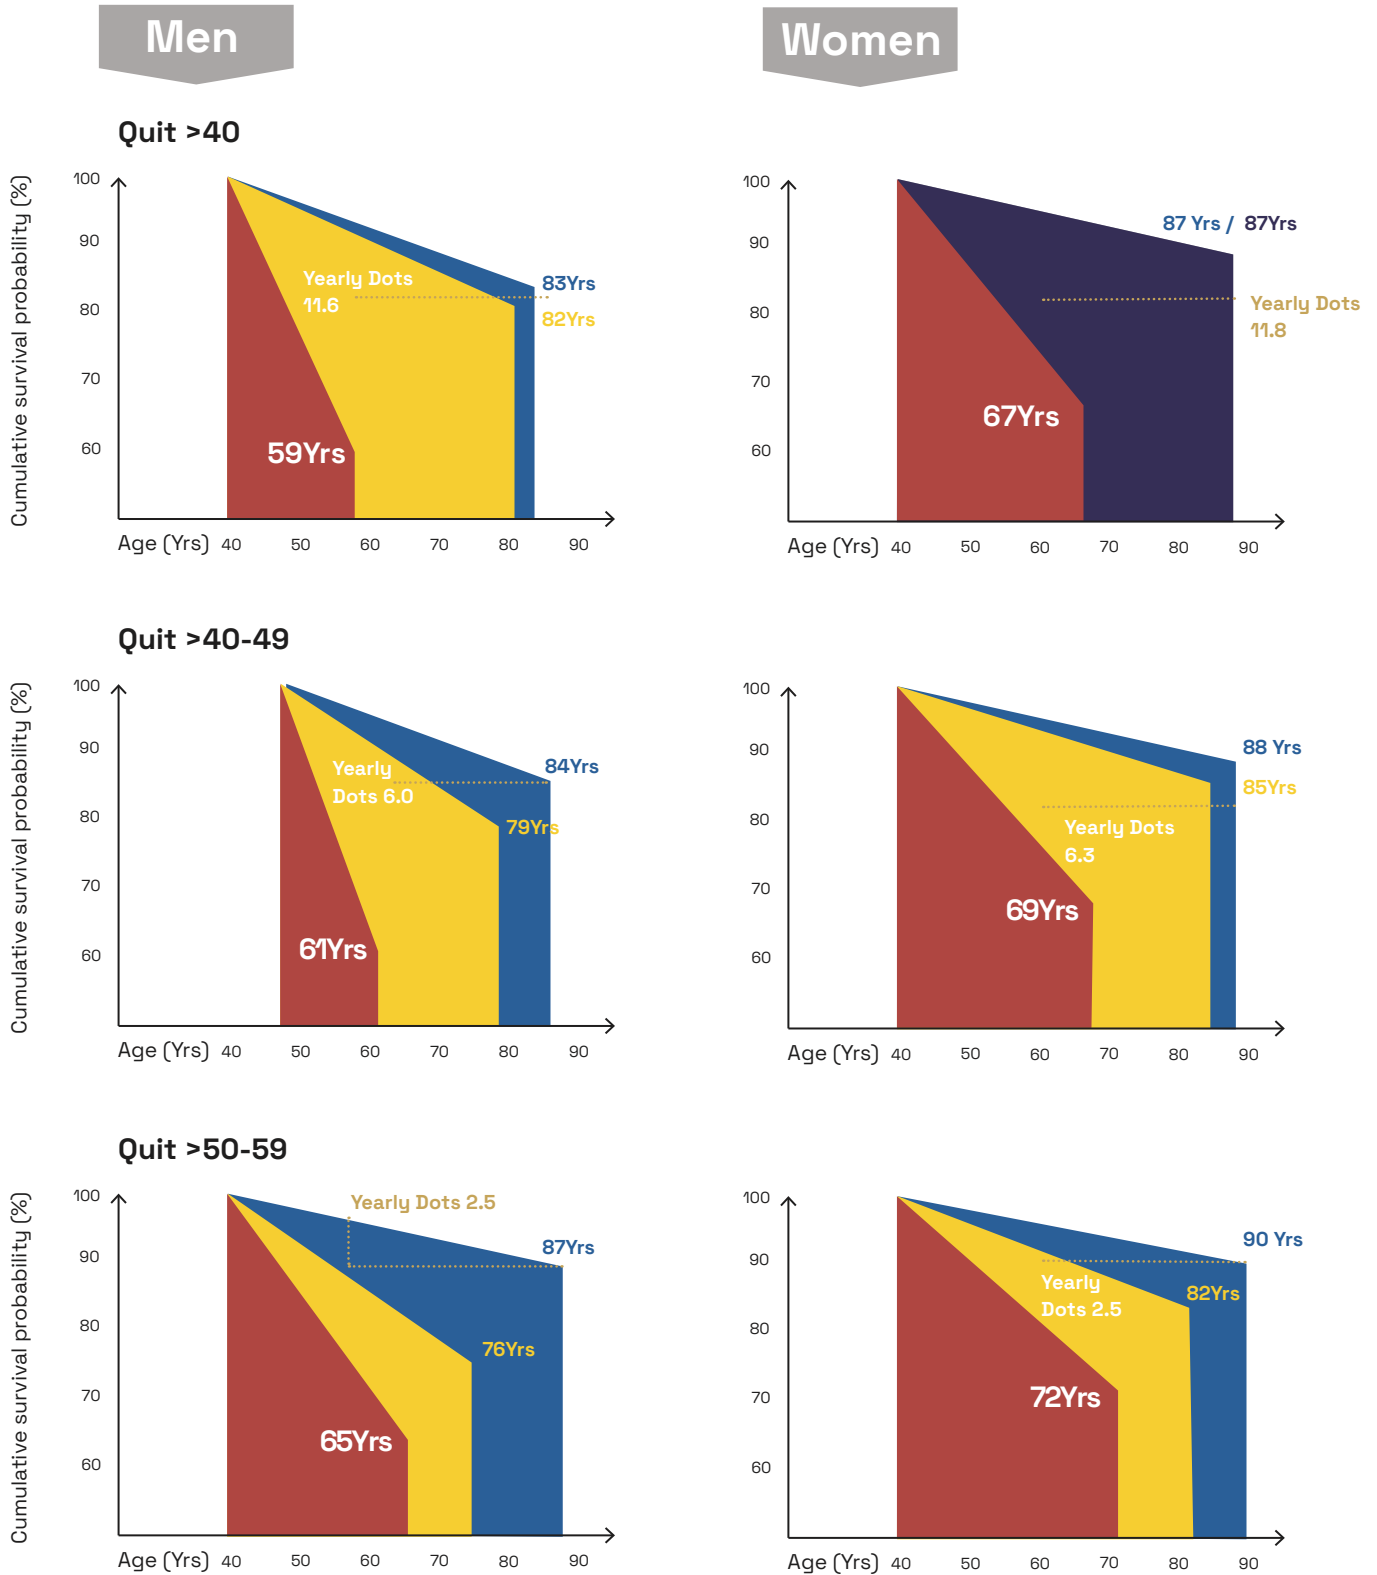 Men
Women
Quit >40
Cumulative survival probability (%)
100
90
80
70
60
Yearly Dots
11.6
83Yrs
82Yrs
59Yrs
Age (Yrs) 40 50 60 70 80 90
100
90
80
70
60
87 Yrs / 87Yrs
Yearly Dots
11.8
67Yrs
Age (Yrs) 40 50 60 70 80 90
Quit >40-49
Cumulative survival probability (%)
100
90
80
70
60
Yearly
Dots 6.0
84Yrs
79Yrs
61Yrs
Age (Yrs) 40 50 60 70 80 90
100
90
80
70
60
88 Yrs
85Yrs
Yearly Dots
6.3
69Yrs
Age (Yrs) 40 50 60 70 80 90
Quit >50-59
Cumulative survival probability (%)
100
90
80
70
60
Yearly Dots 2.5
87Yrs
76Yrs
65Yrs
Age (Yrs) 40 50 60 70 80 90
100
90
80
70
60
90 Yrs
Yearly
Dots 2.5
82Yrs
72Yrs
Age (Yrs) 40 50 60 70 80 90